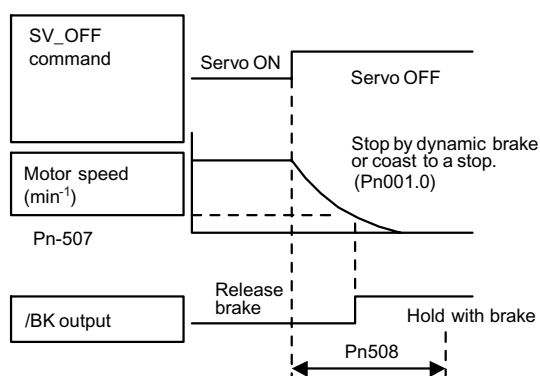 SV_OFF
command
Servo ON
Servo OFF
Stop by dynamic brake
or coast to a stop.
(Pn001.0)
Motor speed
(min-1)
Pn-507
Release
brake
/BK output
Hold with brake
Pn508